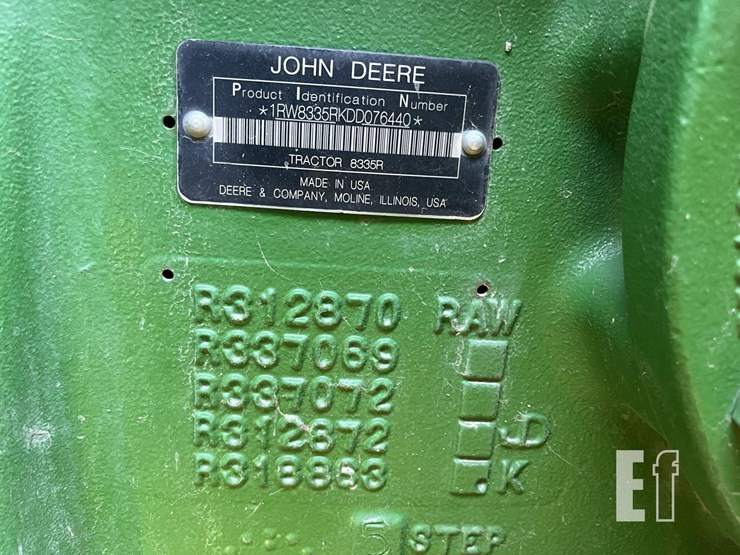 JOHN DEERE
Product Identification Number
*1RW8335RKDD076440*
TRACTOR 8335R
MADE IN USA
DEERE & COMPANY, MOLINE, ILLINOIS, USA
R312870 RAW
R337069
R337072
R312872 JD
R318883 K
5 STEP
Ef